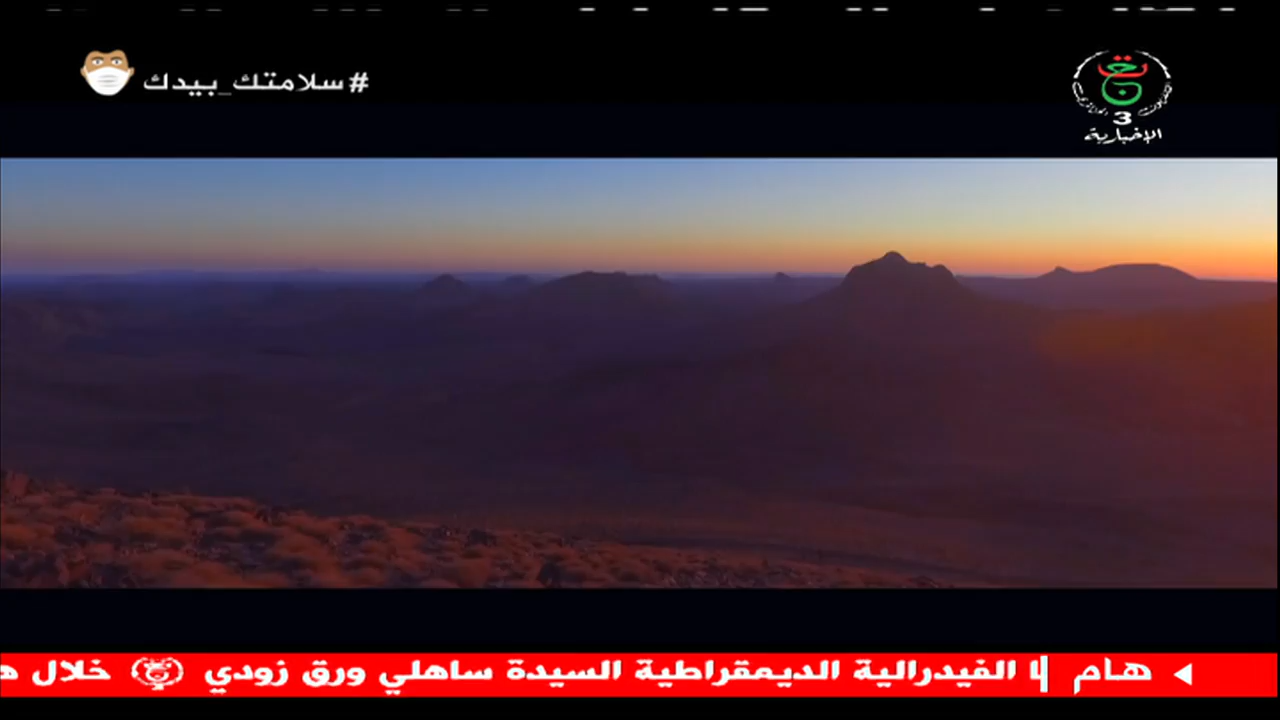 #سلامتك_بيدك
3
الإخبارية
هام
ا الفيدرالية الديمقراطية السيدة ساهلي ورق زودي
خلال